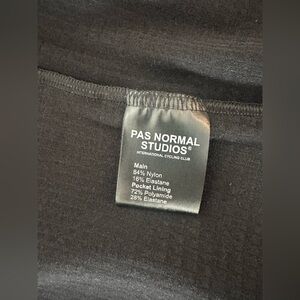 PAS NORMAL
STUDIOS®
INTERNATIONAL CYCLING CLUB
Main
84% Nylon
16% Elastane
Pocket Lining
72% Polyamide
28% Elastane